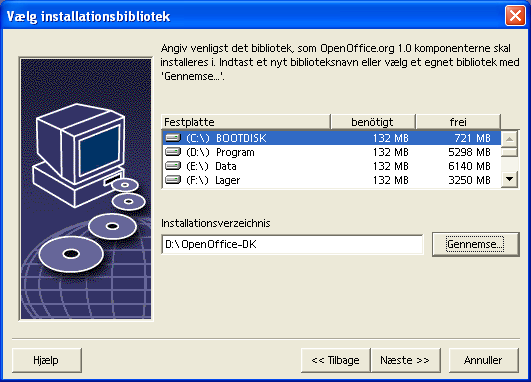 Vælg installationsbibliotek
Angiv venligst det bibliotek, som OpenOffice.org 1.0 komponenterne skal
installeres i. Indtast et nyt biblioteksnavn eller vælg et egnet bibliotek med
'Gennemse...'.
Festplatte benötigt frei
(C:\) BOOTDISK 132 MB 721 MB
(D:\) Program 132 MB 5298 MB
(E:\) Data 132 MB 6140 MB
(F:\) Lager 132 MB 3250 MB
Installationsverzeichnis
D:\OpenOffice-DK Gennemse...
Hjælp << Tilbage Næste >> Annuller